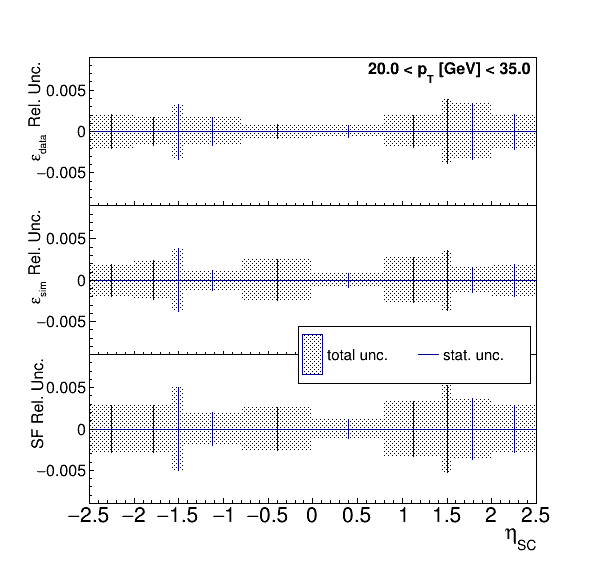 20.0 < p_T [GeV] < 35.0
ε_data Rel. Unc.
0.005
0
−0.005
ε_sim Rel. Unc.
0.005
0
−0.005
total unc.
stat. unc.
SF Rel. Unc.
0.005
0
−0.005
−2.5 −2 −1.5 −1 −0.5 0 0.5 1 1.5 2 2.5
η_SC